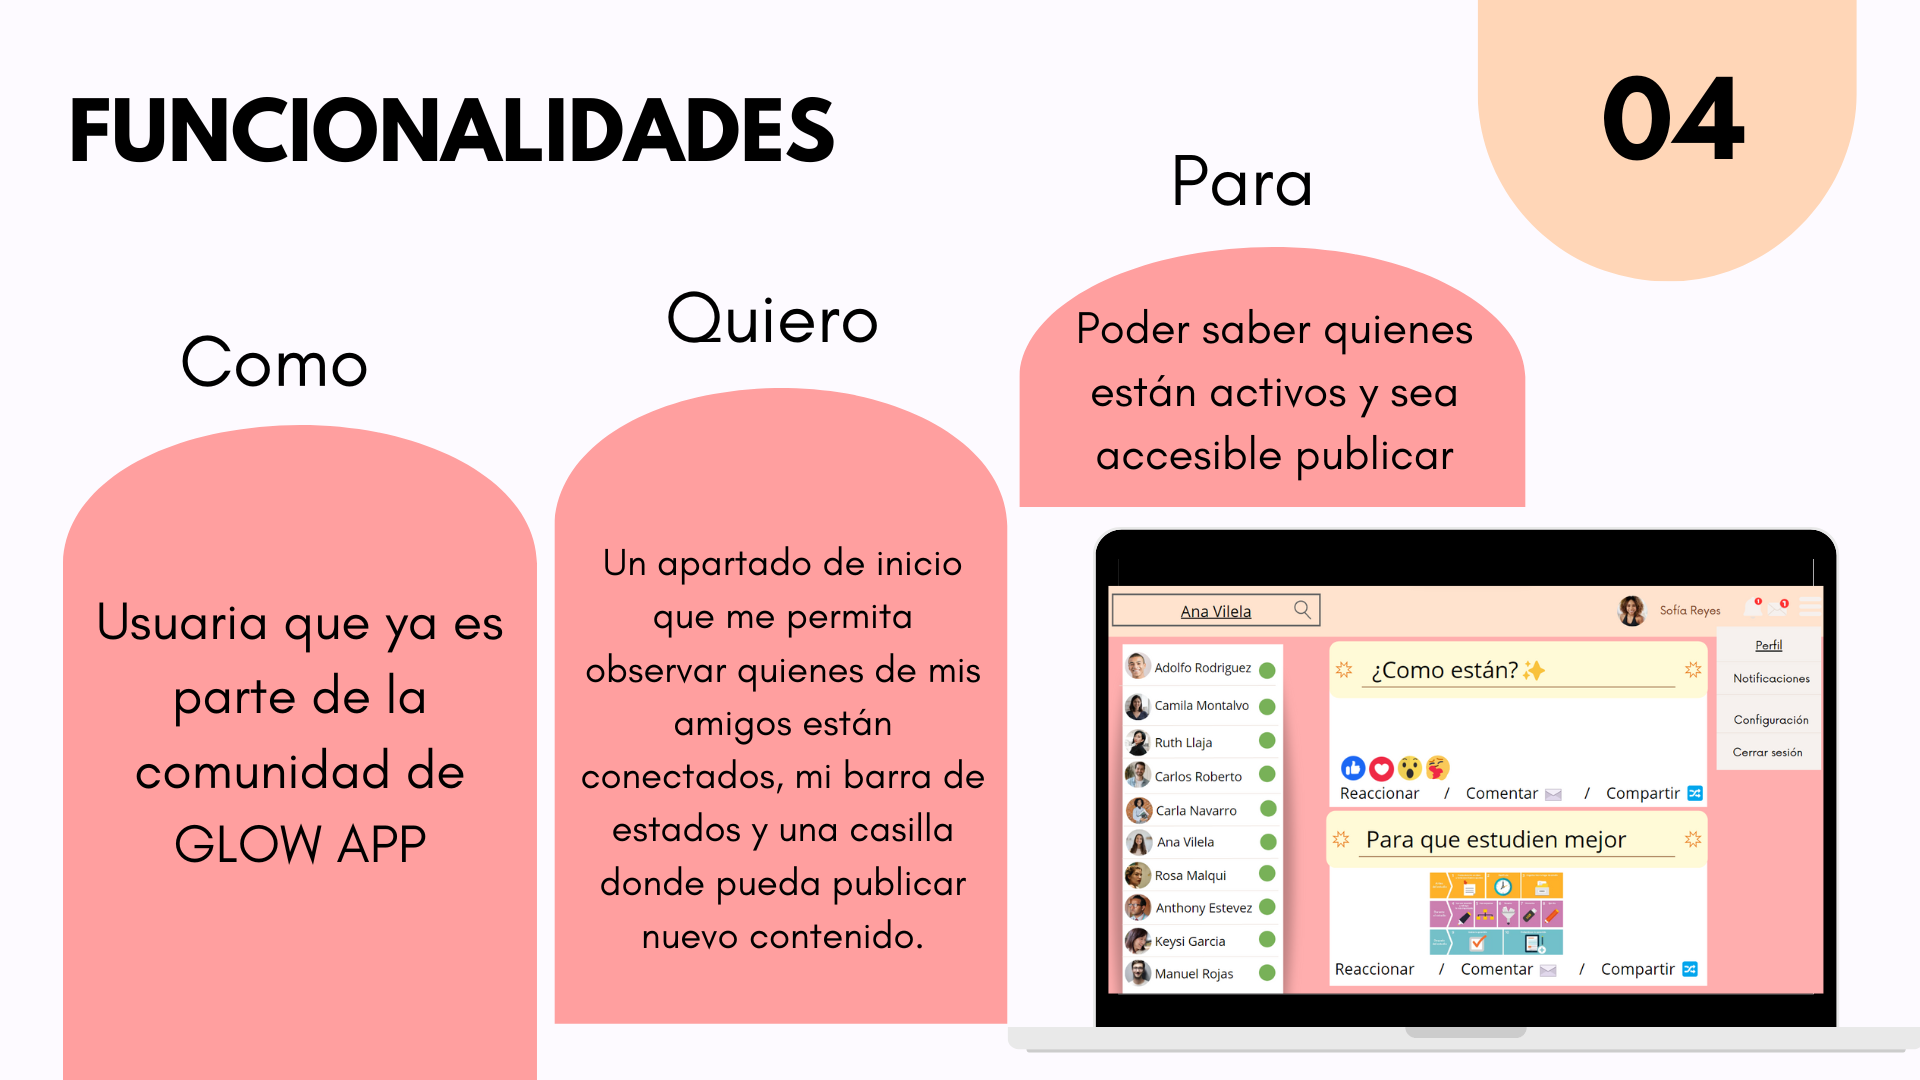 FUNCIONALIDADES
04
Como
Usuaria que ya es
parte de la
comunidad de
GLOW APP
Quiero
Un apartado de inicio
que me permita
observar quienes de mis
amigos están
conectados, mi barra de
estados y una casilla
donde pueda publicar
nuevo contenido.
Para
Poder saber quienes
están activos y sea
accesible publicar
Ana Vilela
Sofía Reyes
Perfil
Notificaciones
Configuración
Cerrar sesión
Adolfo Rodriguez
Camila Montalvo
Ruth Llaja
Carlos Roberto
Carla Navarro
Ana Vilela
Rosa Malqui
Anthony Estevez
Keysi Garcia
Manuel Rojas
¿Como están?✨
Reaccionar / Comentar / Compartir
Para que estudien mejor
Reaccionar / Comentar / Compartir